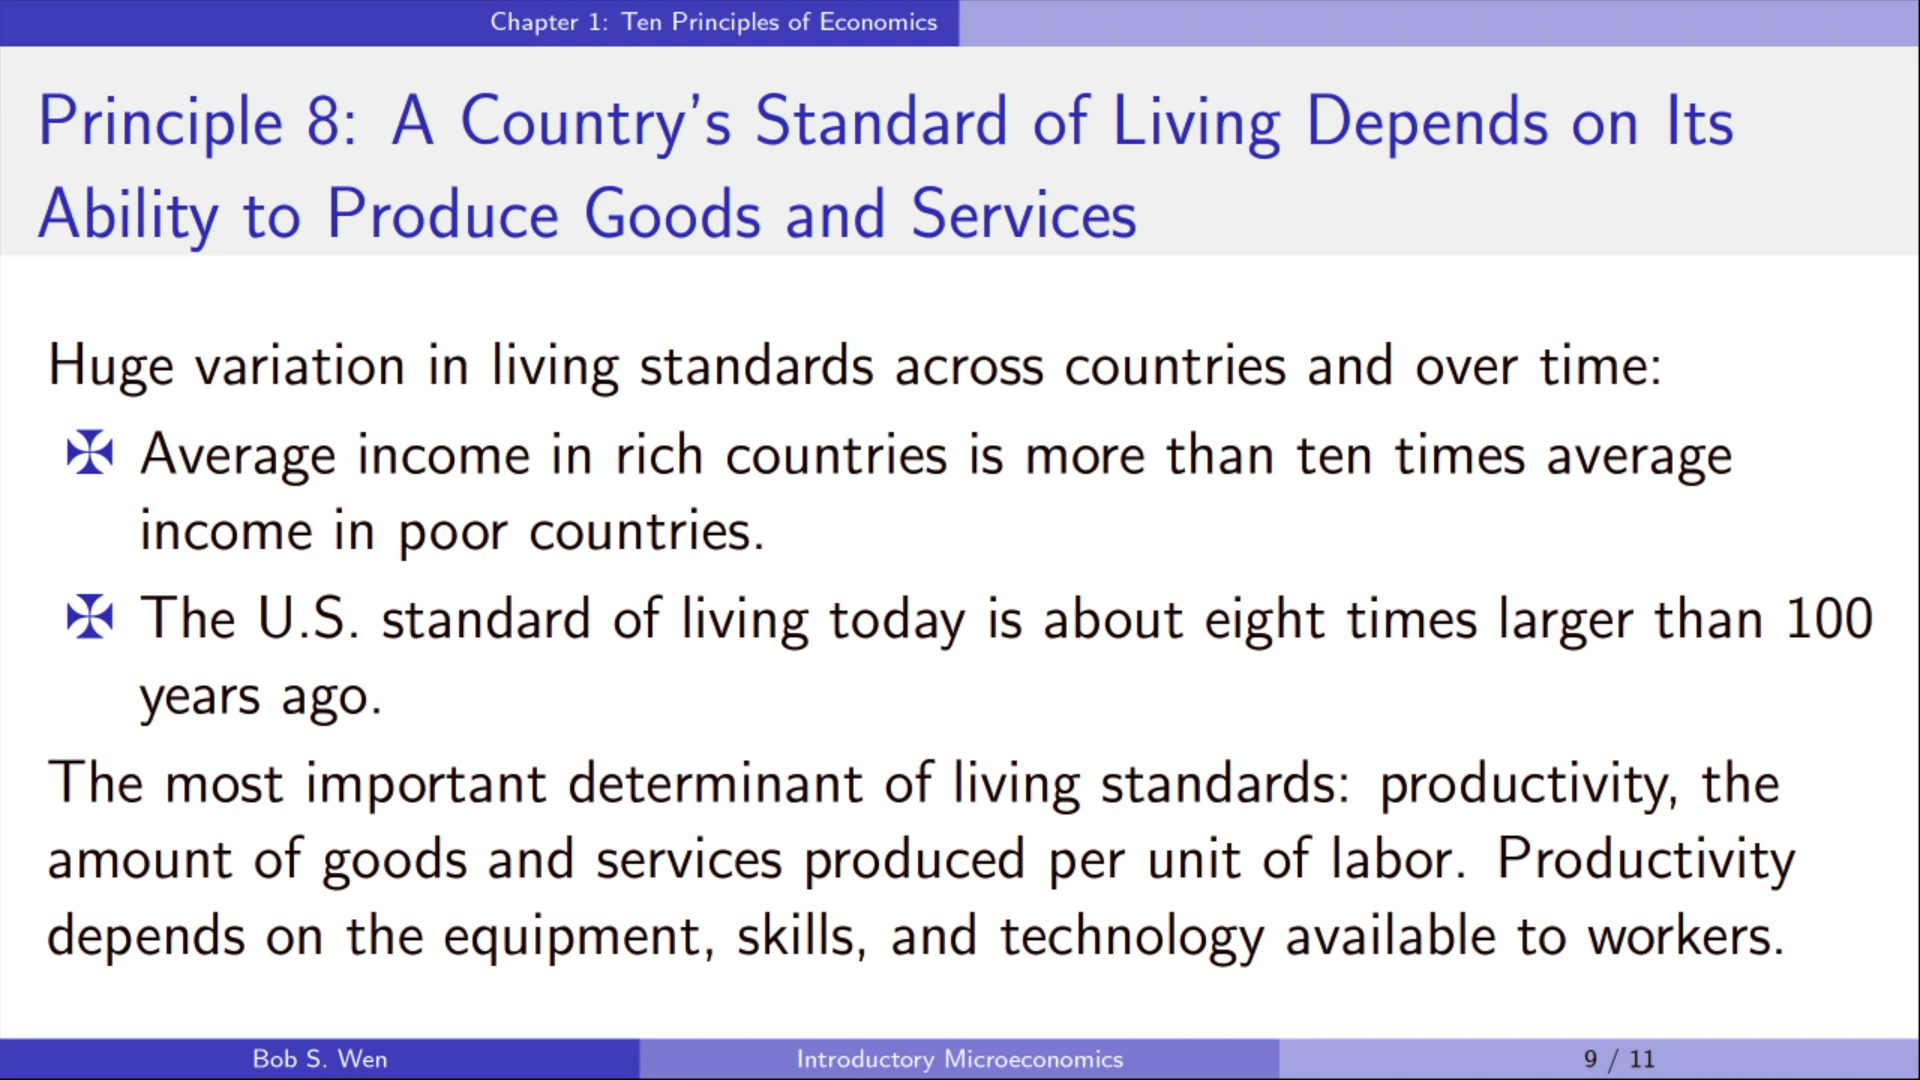 Chapter 1: Ten Principles of Economics
Principle 8: A Country's Standard of Living Depends on Its
Ability to Produce Goods and Services
Huge variation in living standards across countries and over time:
✠ Average income in rich countries is more than ten times average
income in poor countries.
✠ The U.S. standard of living today is about eight times larger than 100
years ago.
The most important determinant of living standards: productivity, the
amount of goods and services produced per unit of labor. Productivity
depends on the equipment, skills, and technology available to workers.
Bob S. Wen
Introductory Microeconomics
9 / 11